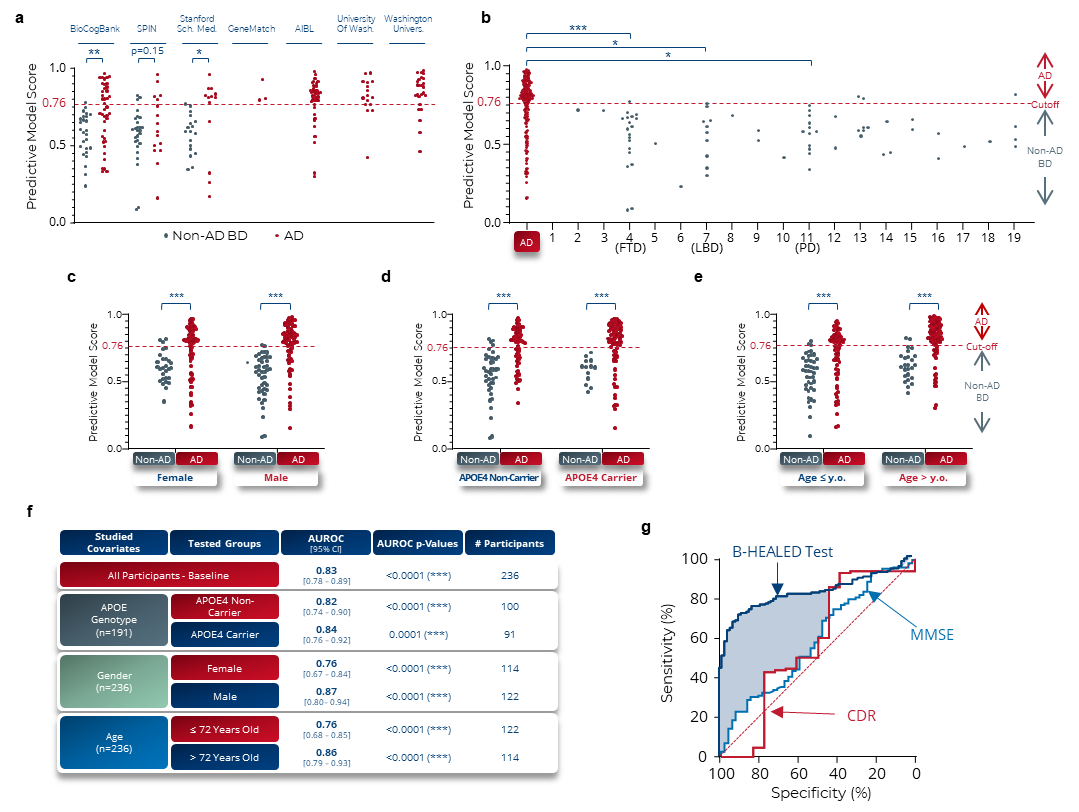 a
BioCogBank
SPIN
Stanford
Sch. Med.
GeneMatch
AIBL
University
Of Wash.
Washington
Univers.
**
p=0.15
*
Predictive Model Score
1.0
0.76
0.5
0.0
Non-AD BD
AD
b
***
*
*
Predictive Model Score
1.0
0.76
0.5
0.0
AD
1 2 3 4 5 6 7 8 9 10 11 12 13 14 15 16 17 18 19
(FTD) (LBD) (PD)
AD
Cutoff
Non-AD
BD
c
*** ***
Predictive Model Score
1.0
0.76
0.5
0.0
Non-AD AD Non-AD AD
Female Male
d
*** ***
Predictive Model Score
1.0
0.76
0.5
0.0
Non-AD AD Non-AD AD
APOE4 Non-Carrier APOE4 Carrier
e
*** ***
Predictive Model Score
1.0
0.76
0.5
0.0
Non-AD AD Non-AD AD
Age ≤ y.o. Age > y.o.
AD
Cut-off
Non-AD
BD
f
Studied
Covariates
Tested Groups
AUROC
[95% CI]
AUROC p-Values
# Participants
All Participants - Baseline
0.83
[0.78 – 0.89]
<0.0001 (***)
236
APOE
Genotype
(n=191)
APOE4 Non-
Carrier
0.82
[0.74 – 0.90]
<0.0001 (***)
100
APOE4 Carrier
0.84
[0.76 – 0.92]
0.0001 (***)
91
Gender
(n=236)
Female
0.76
[0.67 – 0.84]
<0.0001 (***)
114
Male
0.87
[0.80– 0.94]
<0.0001 (***)
122
Age
(n=236)
≤ 72 Years Old
0.76
[0.68 – 0.85]
<0.0001 (***)
122
> 72 Years Old
0.86
[0.79 – 0.93]
<0.0001 (***)
114
g
B-HEALED Test
MMSE
CDR
Sensitivity (%)
100
80
60
40
20
0
100 80 60 40 20 0
Specificity (%)